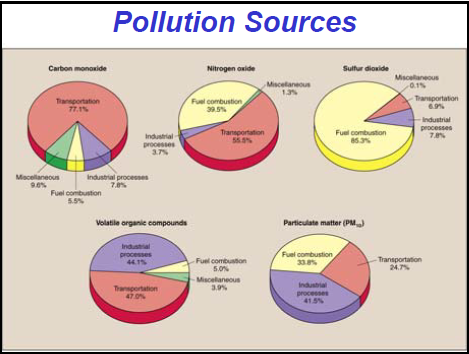 Pollution Sources
Carbon monoxide
Transportation
77.1%
Miscellaneous
9.6%
Fuel combustion
5.5%
Industrial processes
7.8%
Nitrogen oxide
Fuel combustion
39.5%
Miscellaneous
1.3%
Industrial
processes
3.7%
Transportation
55.5%
Sulfur dioxide
Miscellaneous
0.1%
Transportation
6.9%
Industrial
processes
7.8%
Fuel combustion
85.3%
Volatile organic compounds
Industrial
processes
44.1%
Fuel combustion
5.0%
Miscellaneous
3.9%
Transportation
47.0%
Particulate matter (PM₁₀)
Fuel combustion
33.8%
Transportation
24.7%
Industrial
processes
41.5%